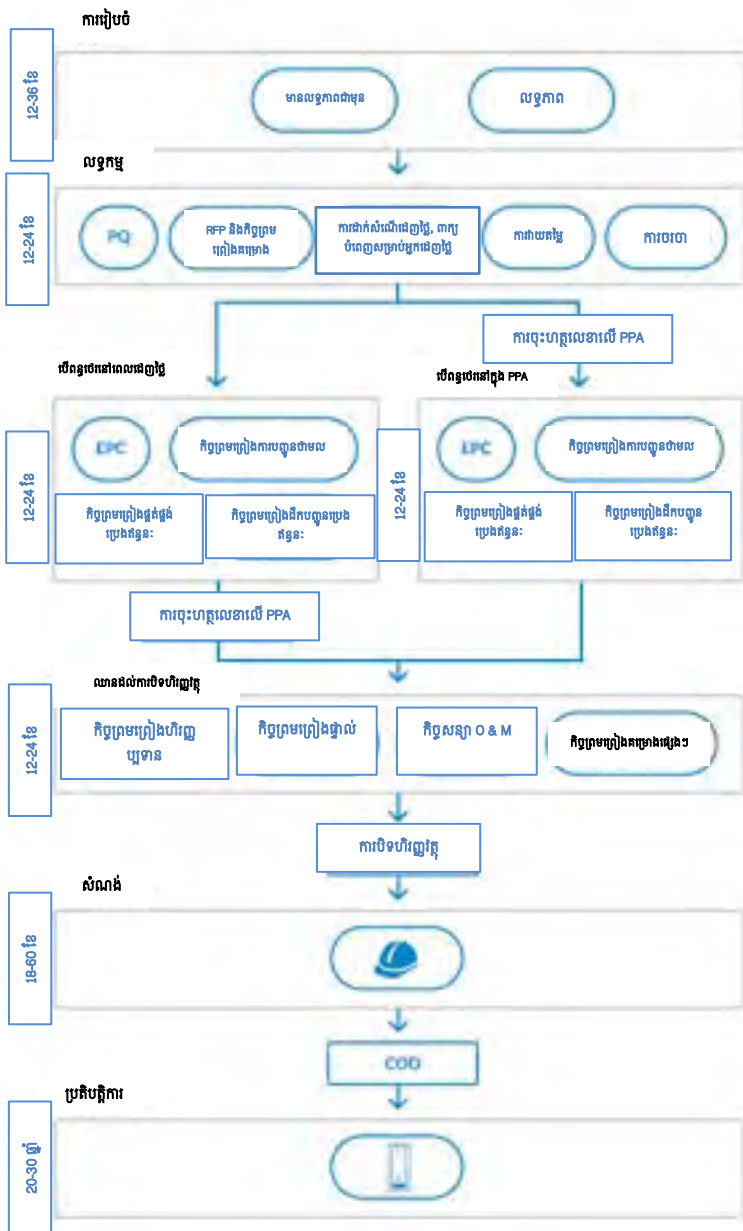 ការរៀបចំ
12-36 ខែ
មានលទ្ធភាពជាមុន
លទ្ធភាព
លទ្ធកម្ម
12-24 ខែ
PQ
RFP និងកិច្ចព្រម
ព្រៀងគម្រោង
ការដាក់សំណើដេញថ្លៃ, ពាក្យ
បំពេញសម្រាប់អ្នកដេញថ្លៃ
ការវាយតម្លៃ
ការចរចា
ការចុះហត្ថលេខាលើ PPA
បើពន្ធថេរនៅពេលដេញថ្លៃ
បើពន្ធថេរនៅក្នុង PPA
12-24 ខែ
EPC
កិច្ចព្រមព្រៀងការបញ្ជូនថាមល
កិច្ចព្រមព្រៀងផ្គត់ផ្គង់
ប្រេងឥន្ធនៈ
កិច្ចព្រមព្រៀងដឹកបញ្ជូនប្រេង
ឥន្ធនៈ
12-24 ខែ
EPC
កិច្ចព្រមព្រៀងការបញ្ជូនថាមល
កិច្ចព្រមព្រៀងផ្គត់ផ្គង់
ប្រេងឥន្ធនៈ
កិច្ចព្រមព្រៀងដឹកបញ្ជូន
ប្រេងឥន្ធនៈ
ការចុះហត្ថលេខាលើ PPA
ឈានដល់ការបិទហិរញ្ញវត្ថុ
12-24 ខែ
កិច្ចព្រមព្រៀងហិរញ្ញ
ប្បទាន
កិច្ចព្រមព្រៀងផ្ទាល់
កិច្ចសន្យា O & M
កិច្ចព្រមព្រៀងគម្រោងផ្សេងៗ
ការបិទហិរញ្ញវត្ថុ
សំណង់
18-60 ខែ
COD
ប្រតិបត្តិការ
20-30 ឆ្នាំ